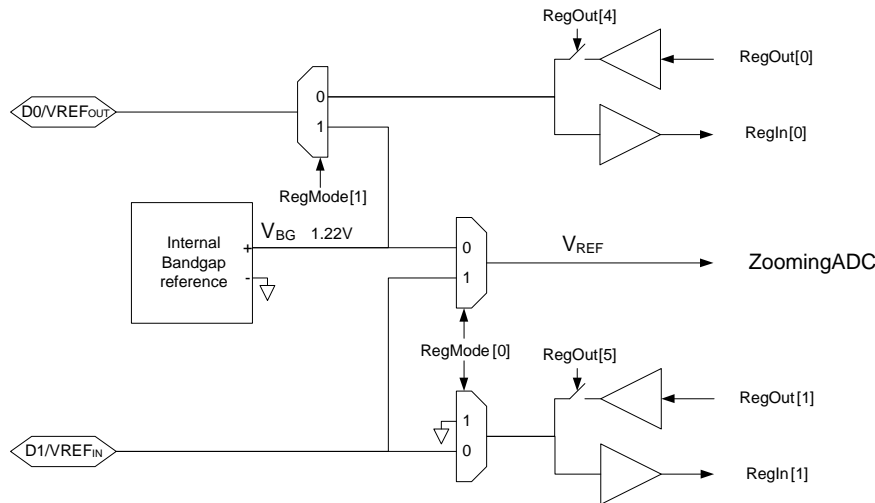 RegOut[4]
RegOut[0]
0
D0/VREFOUT
1
RegIn[0]
RegMode[1]
Internal
Bandgap
reference
+
-
VBG 1.22V
0
1
VREF
ZoomingADC
RegMode[0]
RegOut[5]
RegOut[1]
1
0
D1/VREFIN
RegIn[1]